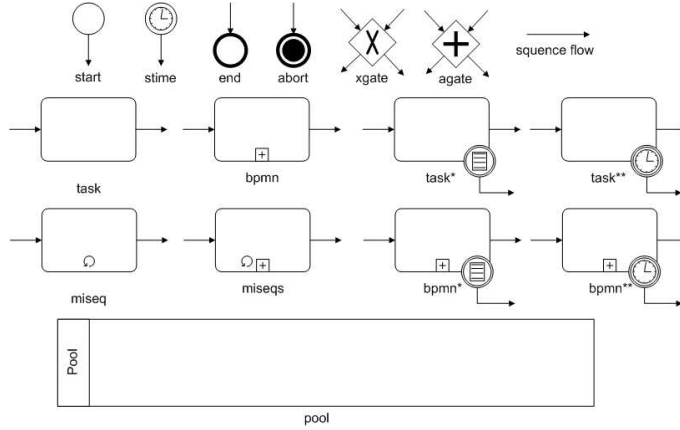 start stime end abort xgate agate squence flow
task bpmn task* task**
miseq miseqs bpmn* bpmn**
Pool
pool